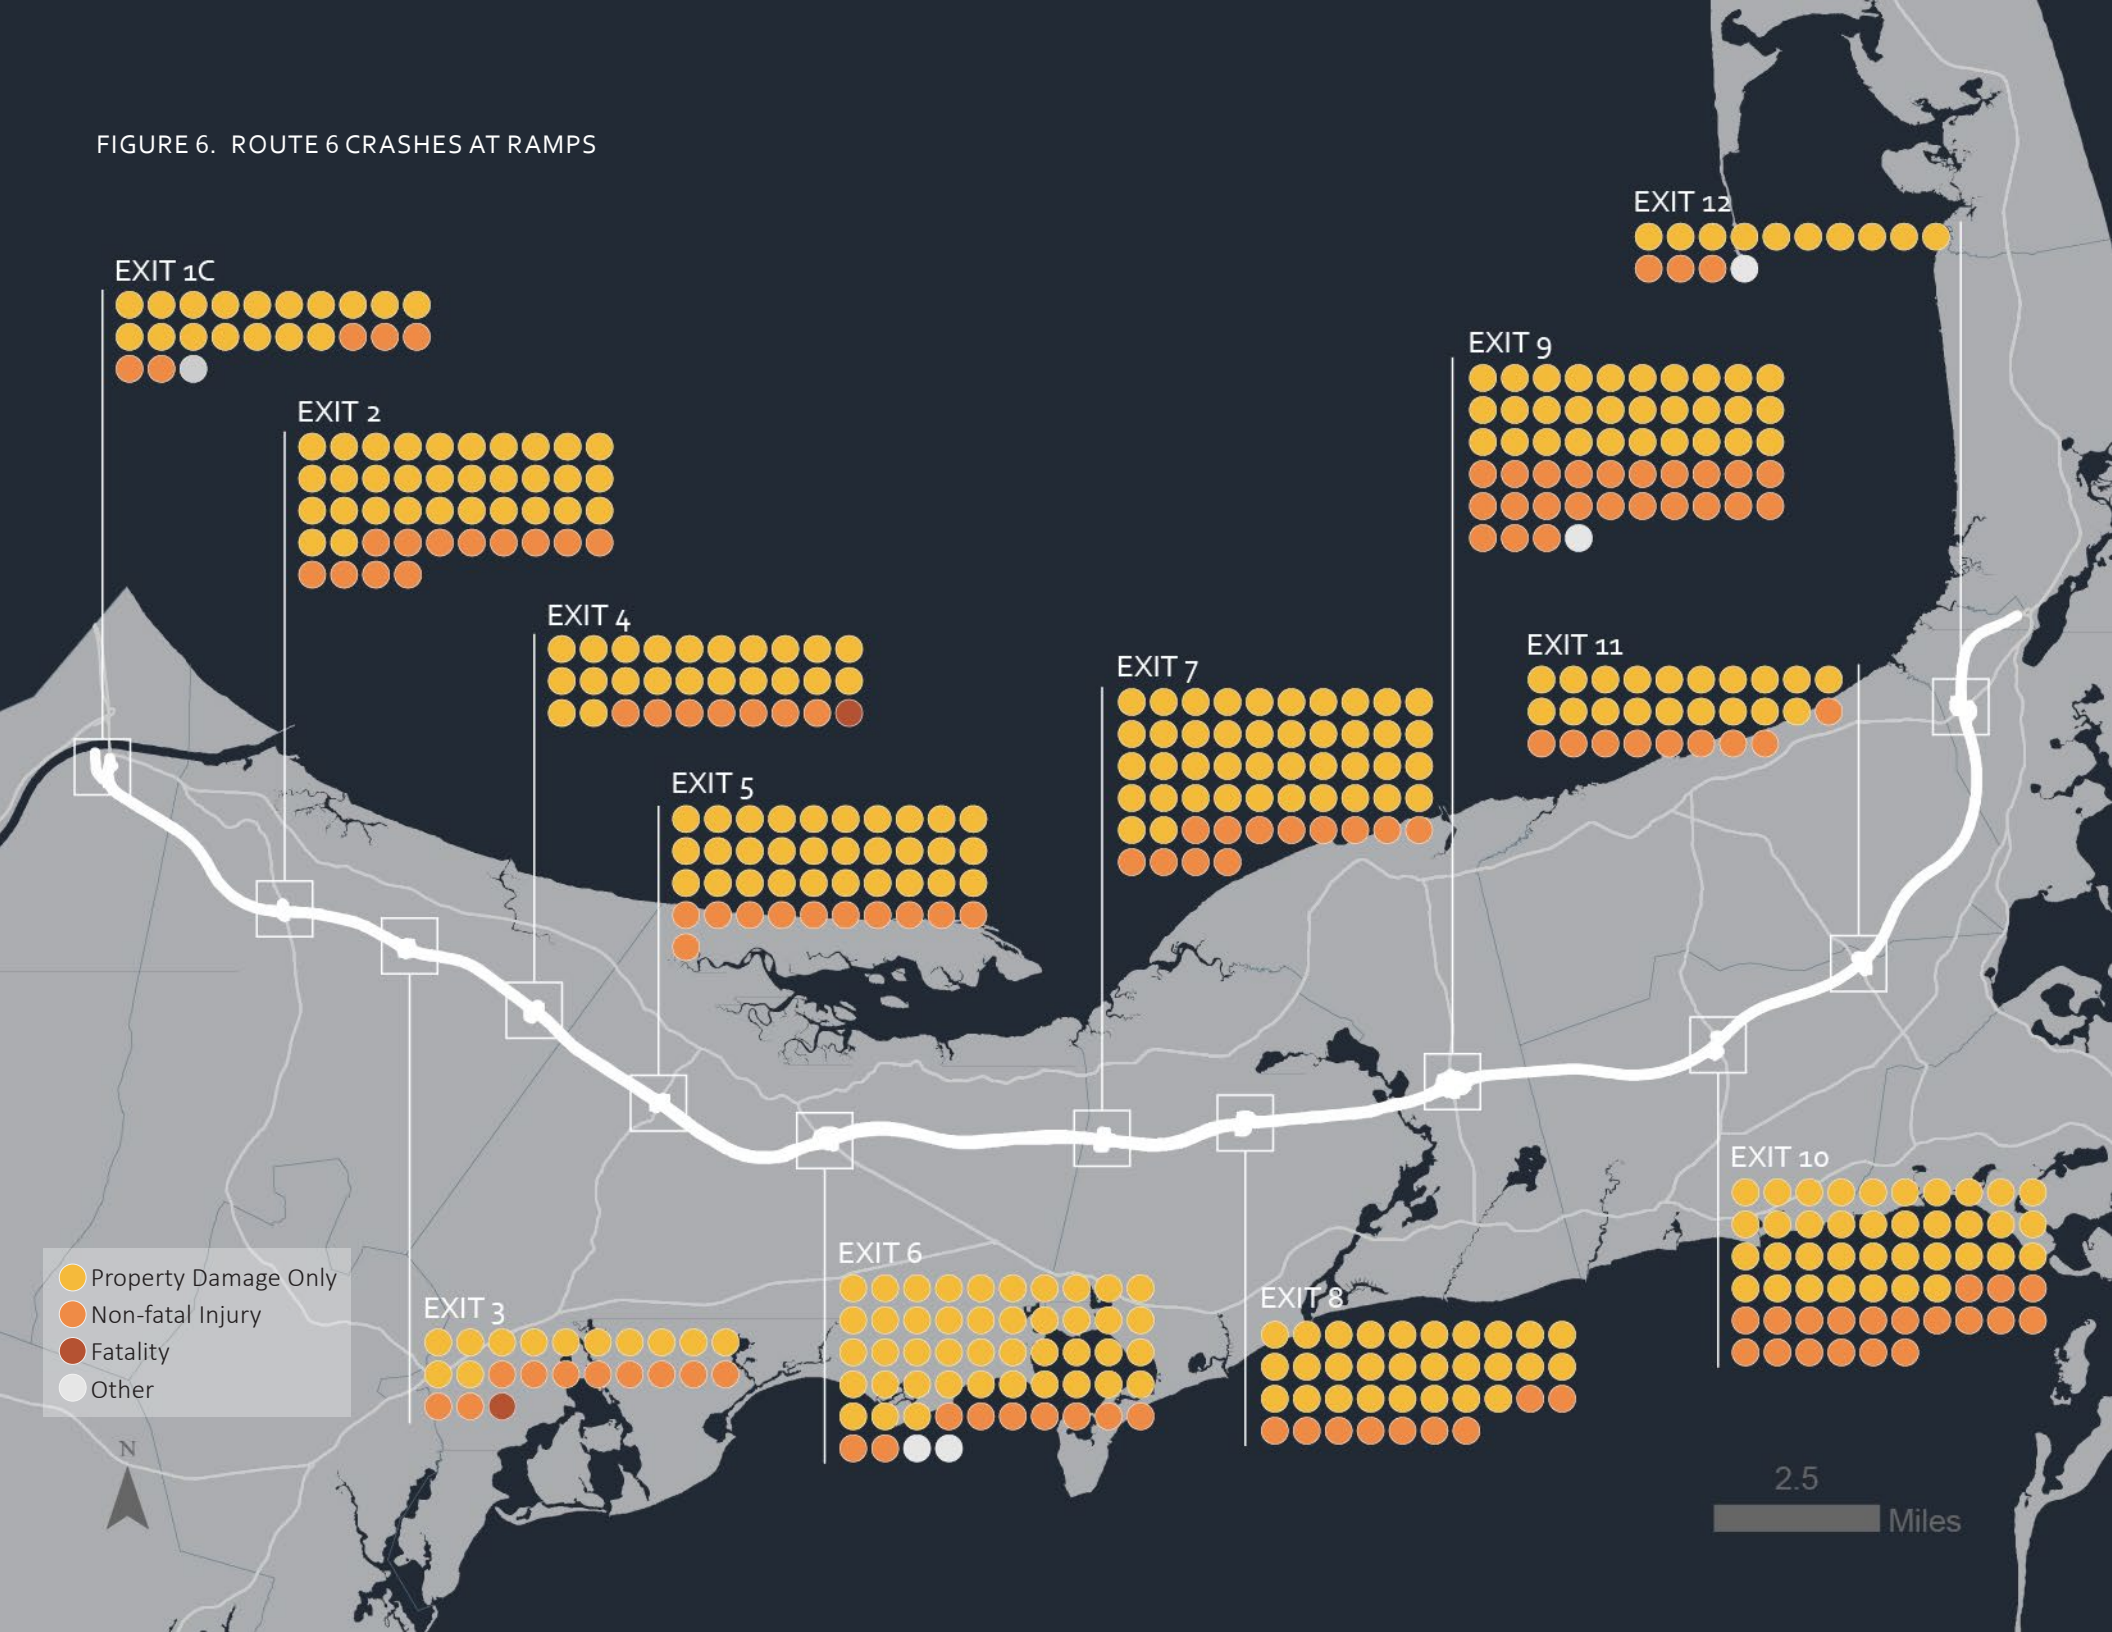 FIGURE 6. ROUTE 6 CRASHES AT RAMPS
EXIT 12
EXIT 1C
EXIT 9
EXIT 2
EXIT 4
EXIT 11
EXIT 7
EXIT 5
EXIT 10
EXIT 6
EXIT 8
EXIT 3
Property Damage Only
Non-fatal Injury
Fatality
Other
N
2.5
Miles